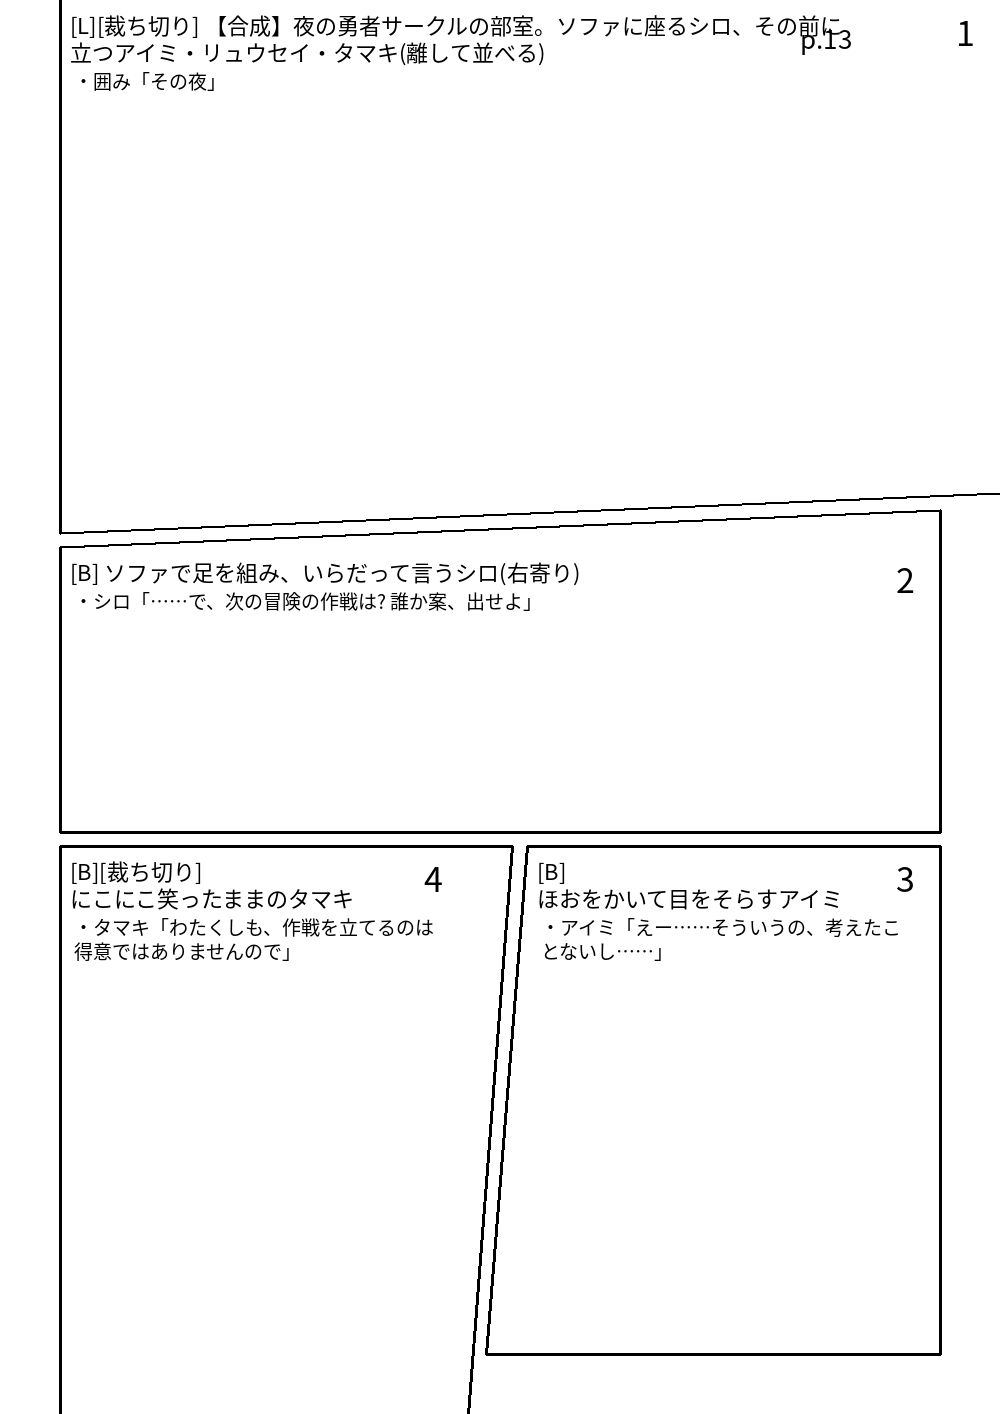 [L][裁ち切り] 【合成】夜の勇者サークルの部室。ソファに座るシロ、その前に
立つアイミ・リュウセイ・タマキ(離して並べる)
・囲み「その夜」
p.13
1
[B] ソファで足を組み、いらだって言うシロ(右寄り)
・シロ「……で、次の冒険の作戦は? 誰か案、出せよ」
2
[B]
ほおをかいて目をそらすアイミ
・アイミ「えー……そういうの、考えたこ
とないし……」
3
[B][裁ち切り]
にこにこ笑ったままのタマキ
・タマキ「わたくしも、作戦を立てるのは
得意ではありませんので」
4